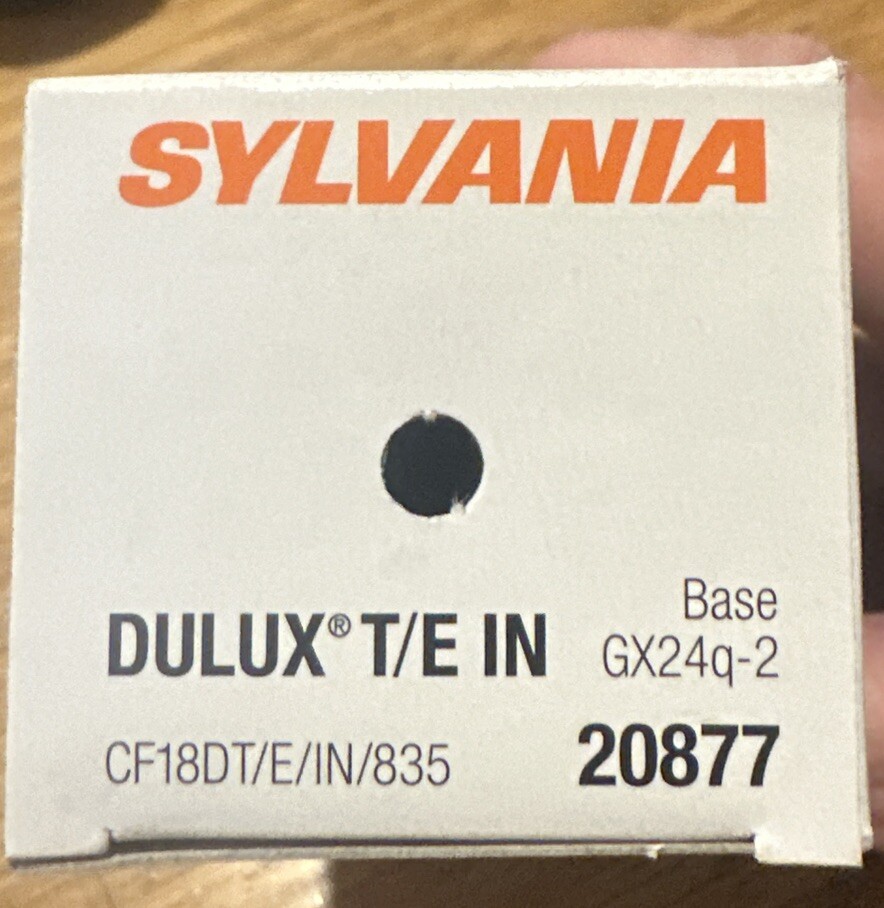 SYLVANIA
DULUX® T/E IN
CF18DT/E/IN/835
Base
GX24q-2
20877